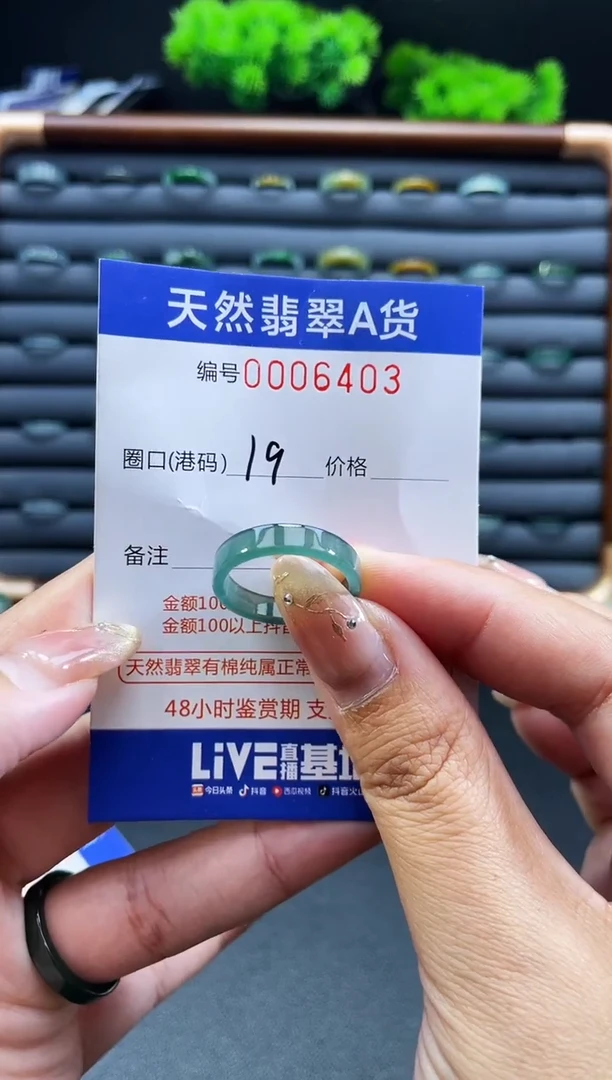 天然翡翠A货
编号0006403
圈口(港码) 19 价格
备注
金额100
金额100以上抖音
天然翡翠有棉纯属正常
48小时鉴赏期 支
LiVE直播基地
今日头条 抖音 西瓜视频 抖音火山